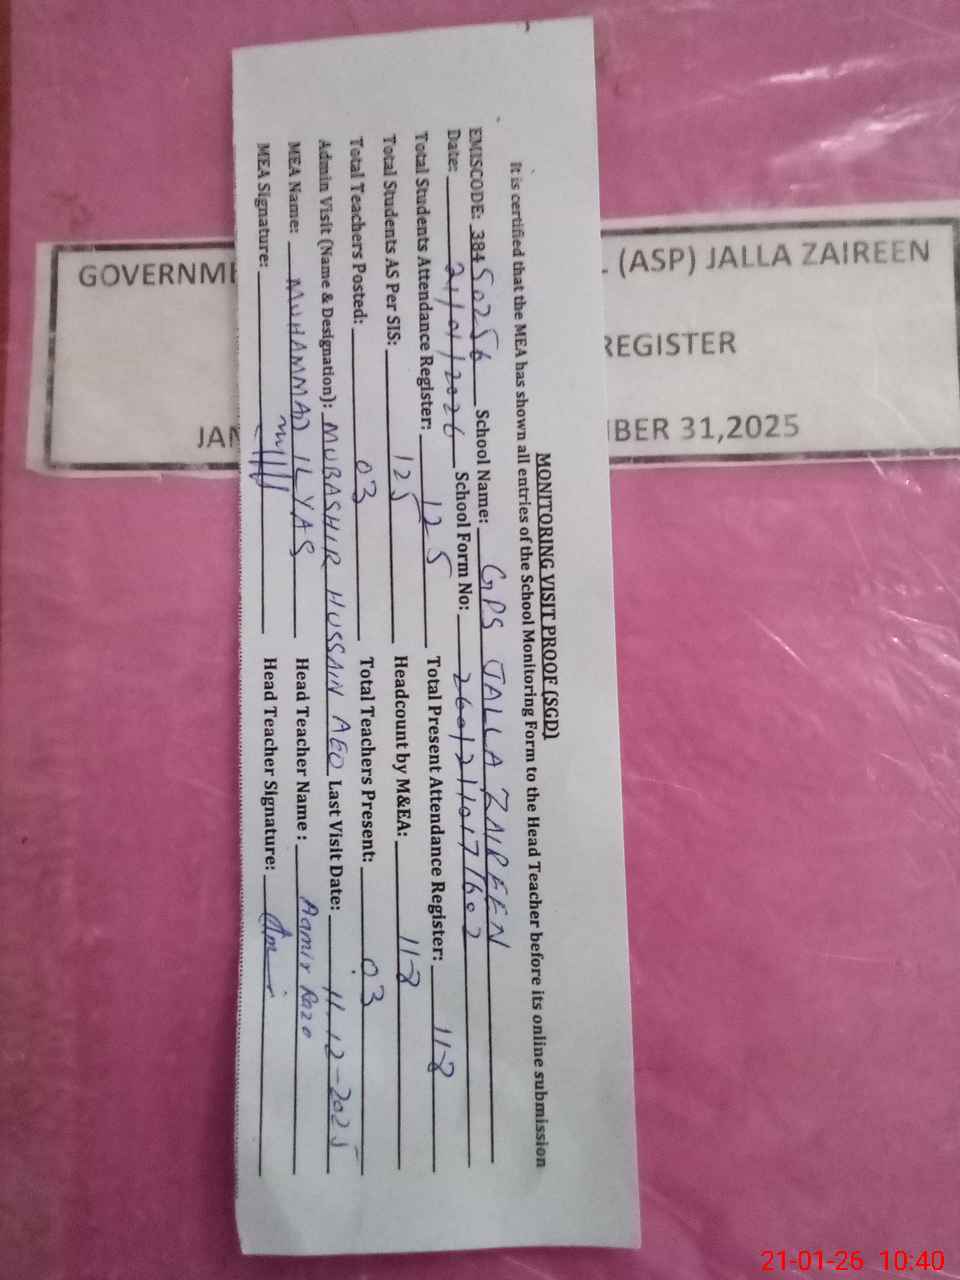 MONITORING VISIT PROOF (SGD)
It is certified that the MEA has shown all entries of the School Monitoring Form to the Head Teacher before its online submission
EMISCODE: 38450256 School Name: GPS JALLA ZAIREEN
Date: 21/01/2026 School Form No:
Total Students Attendance Register: 125 Total Present Attendance Register: 118
Total Students AS Per SIS: 125 Headcount by M&EA: 118
Total Teachers Posted: 03 Total Teachers Present: 03
Admin Visit (Name & Designation): MUBASHIR HUSSAIN AEO Last Visit Date: 11-12-2025
MEA Name: MUHAMMAD ILYAS Head Teacher Name : Aamir Raza
MEA Signature: Head Teacher Signature:
GOVERNME (ASP) JALLA ZAIREEN
REGISTER
JAN BER 31,2025
21-01-26 10:40